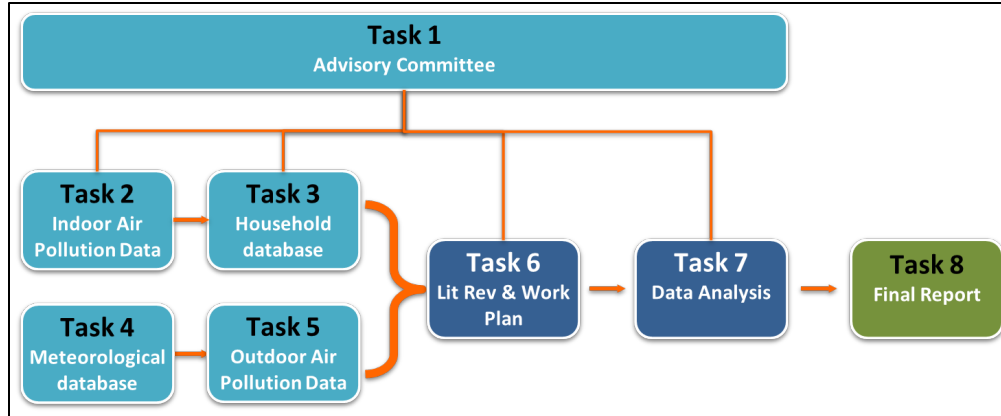 Task 1
Advisory Committee
Task 2
Indoor Air
Pollution Data
Task 3
Household
database
Task 4
Meteorological
database
Task 5
Outdoor Air
Pollution Data
Task 6
Lit Rev & Work
Plan
Task 7
Data Analysis
Task 8
Final Report